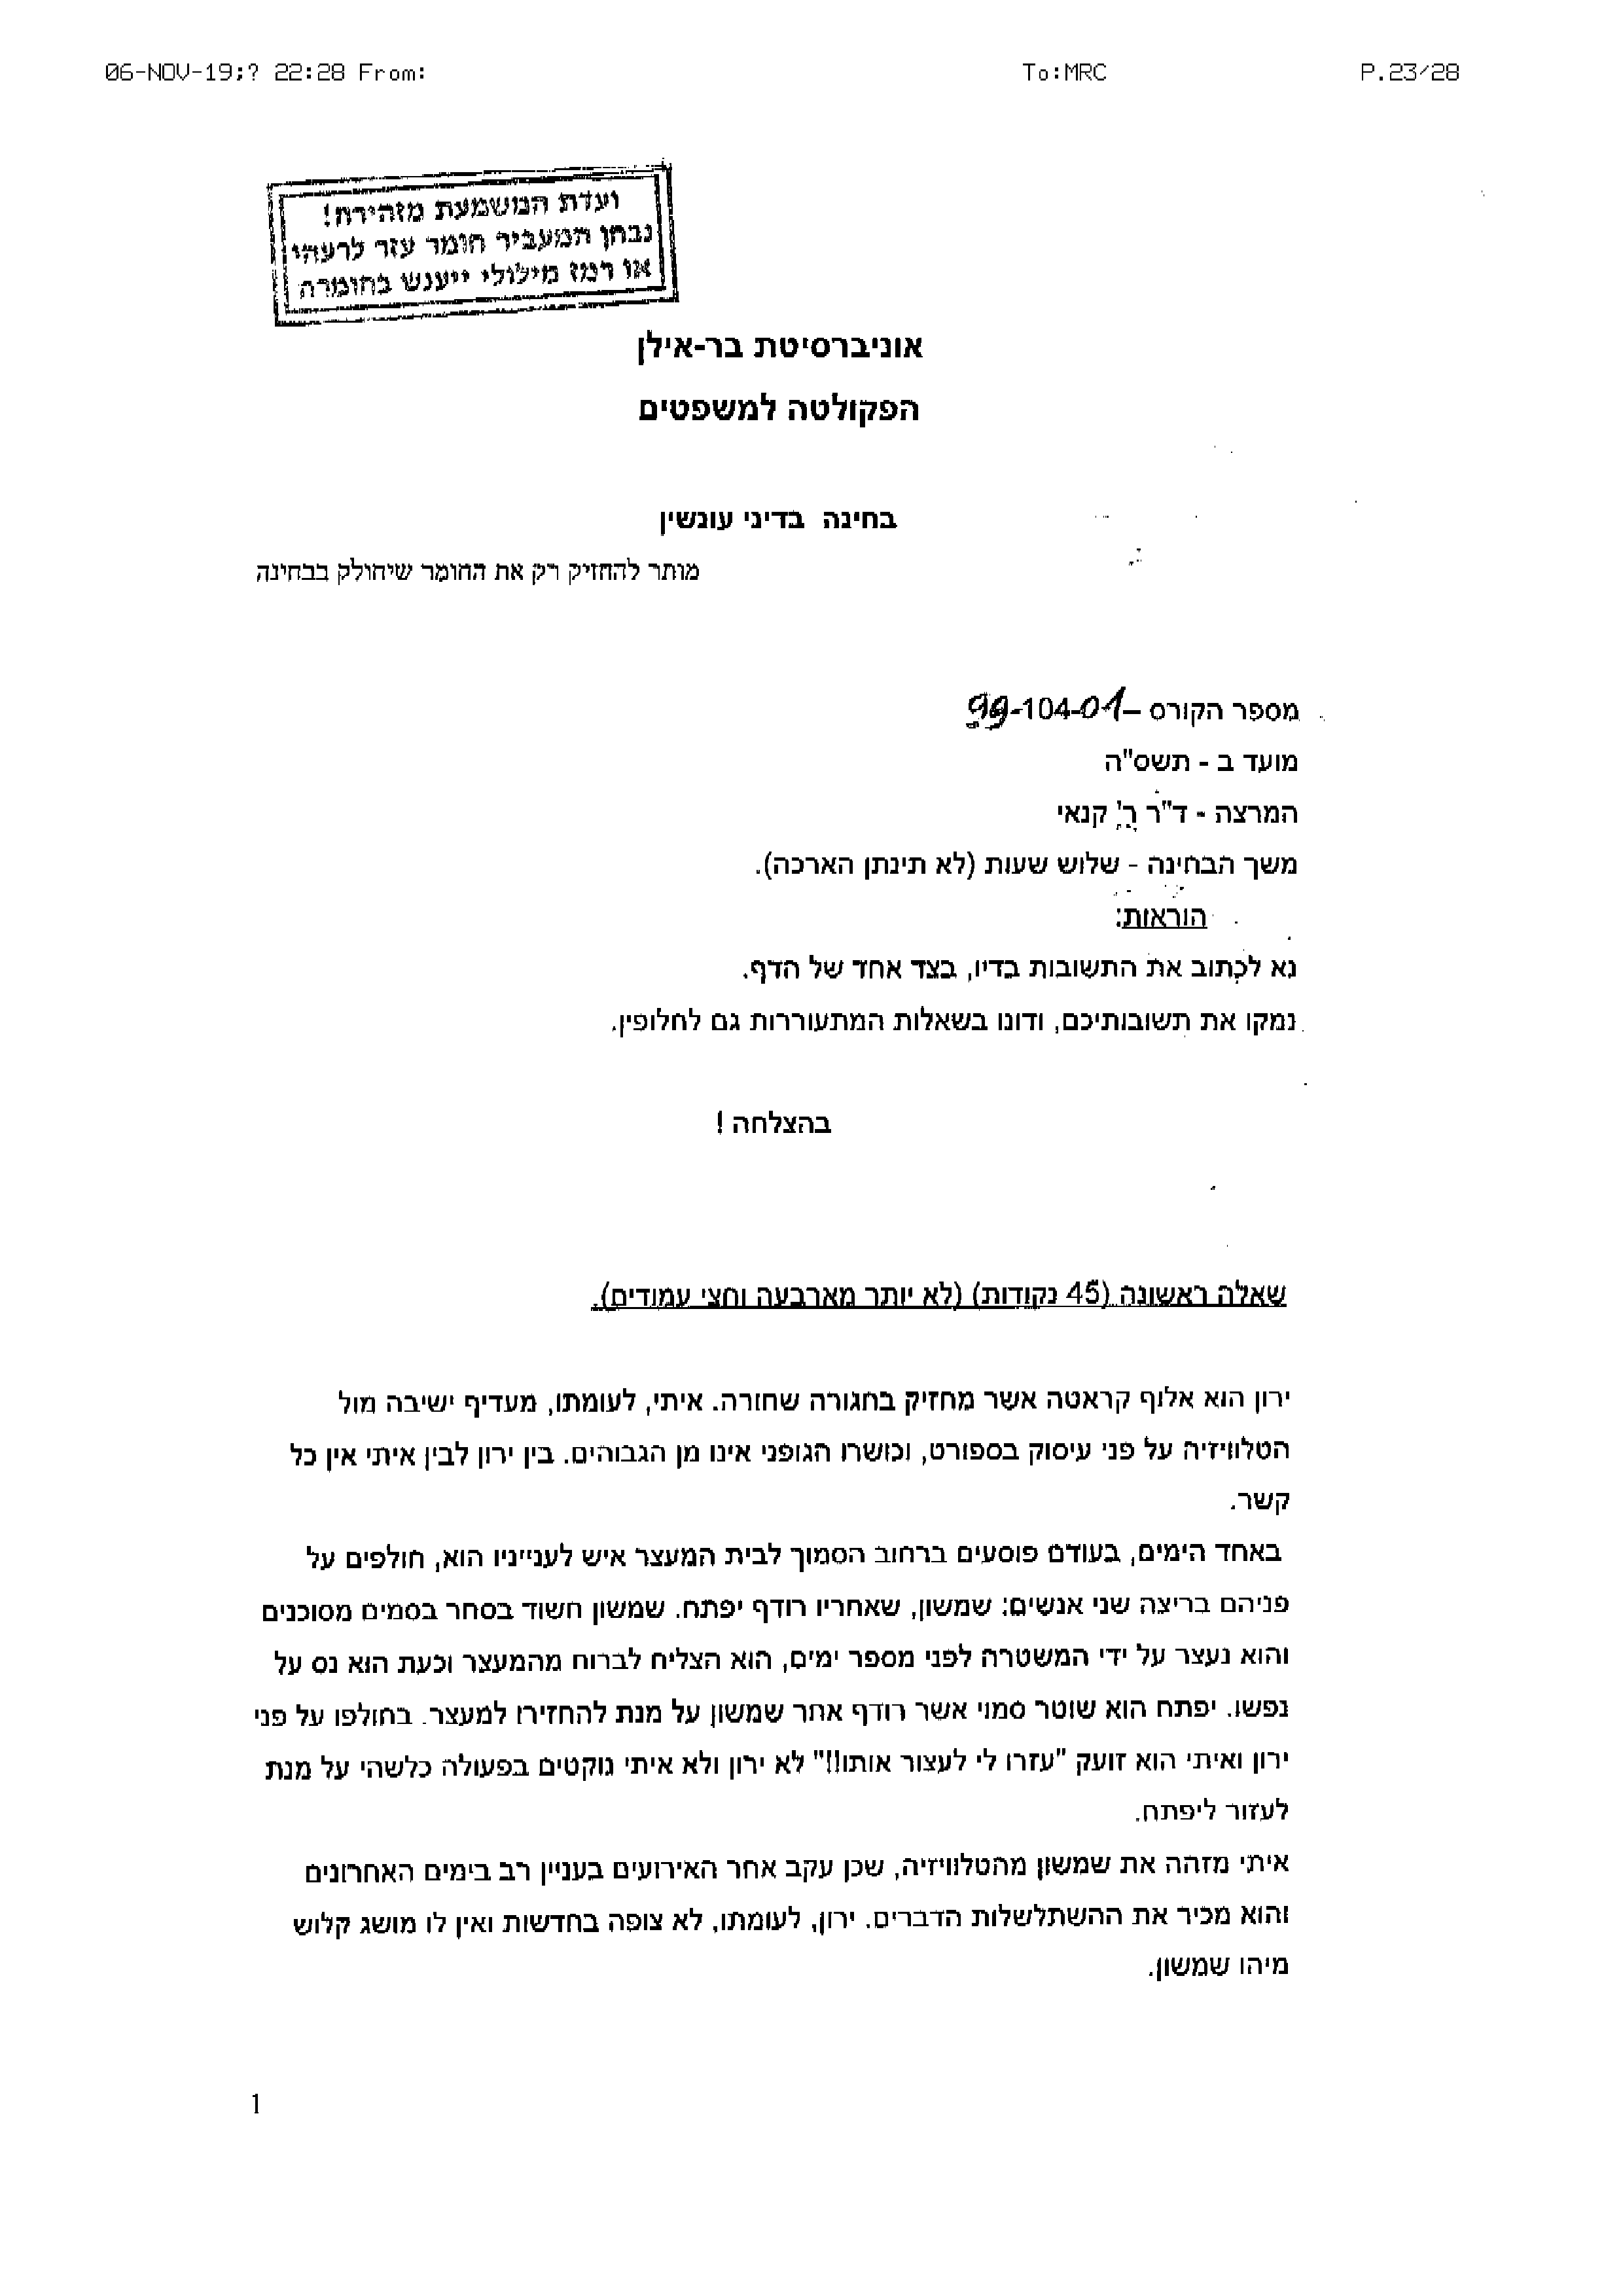 06-NOV-19;? 22:28 From: To:MRC P.23/28
ועדת המשמעת מזהירה!
נבחן המעביר חומר עזר לרעהו
או רמז מילולי ייענש בחומרה
אוניברסיטת בר-אילן
הפקולטה למשפטים
בחינה בדיני עונשין
מותר להחזיק רק את החומר שיחולק בבחינה
מספר הקורס – 99-104-01
מועד ב - תשס"ה
המרצה - ד"ר ר' קנאי
משך הבחינה - שלוש שעות (לא תינתן הארכה).
הוראות:
נא לכתוב את התשובות בדיו, בצד אחד של הדף.
נמקו את תשובותיכם, ודונו בשאלות המתעוררות גם לחלופין.
בהצלחה !
שאלה ראשונה (45 נקודות) (לא יותר מארבעה וחצי עמודים).
ירון הוא אלוף קראטה אשר מחזיק בחגורה שחורה. איתי, לעומתו, מעדיף ישיבה מול
הטלוויזיה על פני עיסוק בספורט, וכושרו הגופני אינו מן הגבוהים. בין ירון לבין איתי אין כל
קשר.
באחד הימים, בעודם פוסעים ברחוב הסמוך לבית המעצר איש לענייניו הוא, חולפים על
פניהם בריצה שני אנשים: שמשון, שאחריו רודף יפתח. שמשון חשוד בסחר בסמים מסוכנים
והוא נעצר על ידי המשטרה לפני מספר ימים, הוא הצליח לברוח מהמעצר וכעת הוא נס על
נפשו. יפתח הוא שוטר סמוי אשר רודף אחר שמשון על מנת להחזירו למעצר. בחולפו על פני
ירון ואיתי הוא זועק "עזרו לי לעצור אותו!!!" לא ירון ולא איתי נוקטים בפעולה כלשהי על מנת
לעזור ליפתח.
איתי מזהה את שמשון מהטלוויזיה, שכן עקב אחר האירועים בעניין רב בימים האחרונים
והוא מכיר את ההשתלשלות הדברים. ירון, לעומתו, לא צופה בחדשות ואין לו מושג קלוש
מיהו שמשון.
1